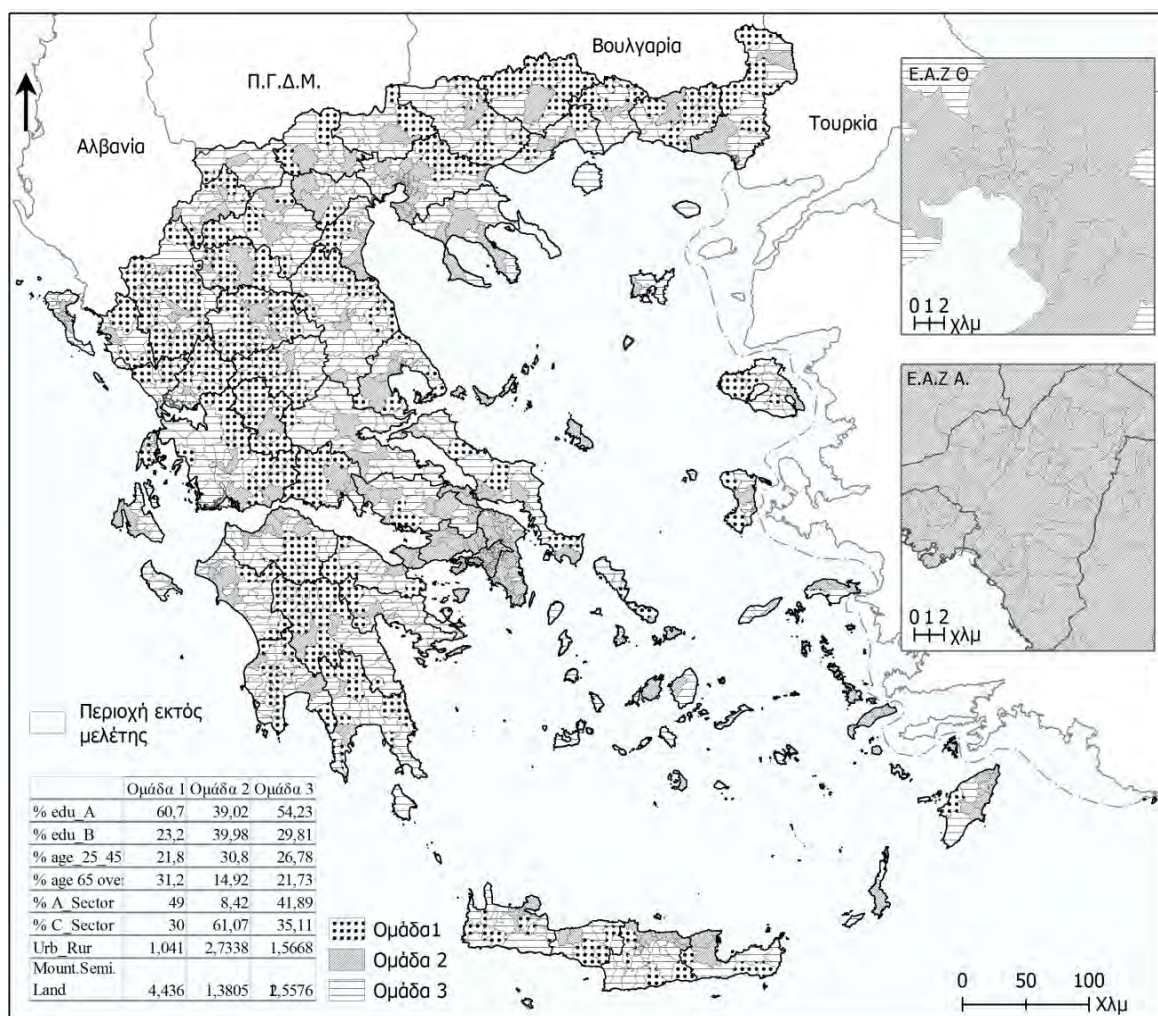 Βουλγαρία
Π.Γ.Δ.Μ.
Αλβανία
Τουρκία
Ε.Α.Ζ Θ
0 1 2
χλμ
Ε.Α.Ζ Α.
0 1 2
χλμ
Περιοχή εκτός
μελέτης
Ομάδα 1 Ομάδα 2 Ομάδα 3
% edu_A 60,7 39,02 54,23
% edu_B 23,2 39,98 29,81
% age_25_45 21,8 30,8 26,78
% age 65 over 31,2 14,92 21,73
% A_Sector 49 8,42 41,89
% C_Sector 30 61,07 35,11
Urb_Rur 1,041 2,7338 1,5668
Mount.Semi.
Land 4,436 1,3805 ,5576
Ομάδα1
Ομάδα 2
Ομάδα 3
0 50 100
Χλμ